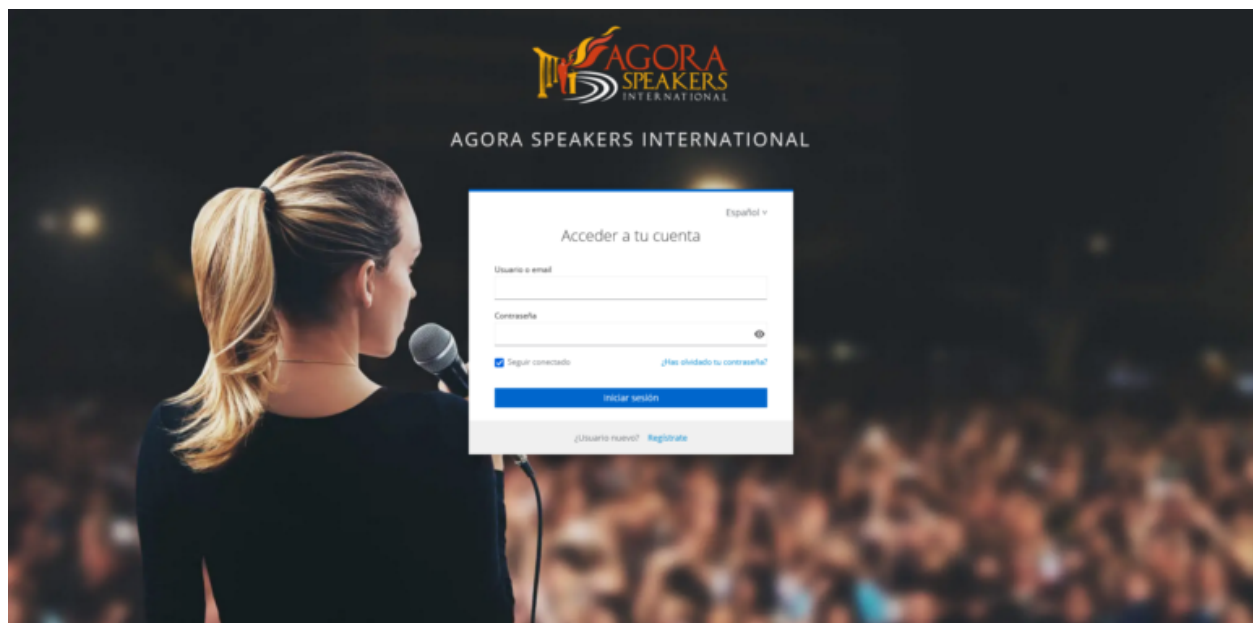 AGORA
SPEAKERS
INTERNATIONAL
AGORA SPEAKERS INTERNATIONAL
Español
Acceder a tu cuenta
Usuario o email
Contraseña
Seguir conectado ¿Has olvidado tu contraseña?
Iniciar sesión
¿Usuario nuevo? Regístrate